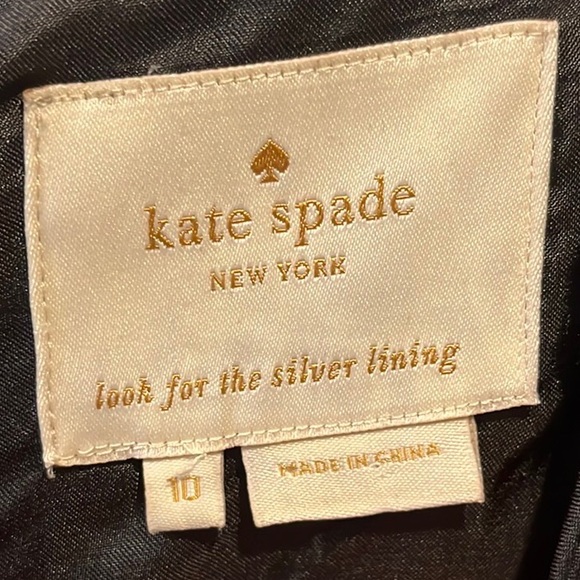 kate spade
NEW YORK
look for the silver lining
10
MADE IN CHINA